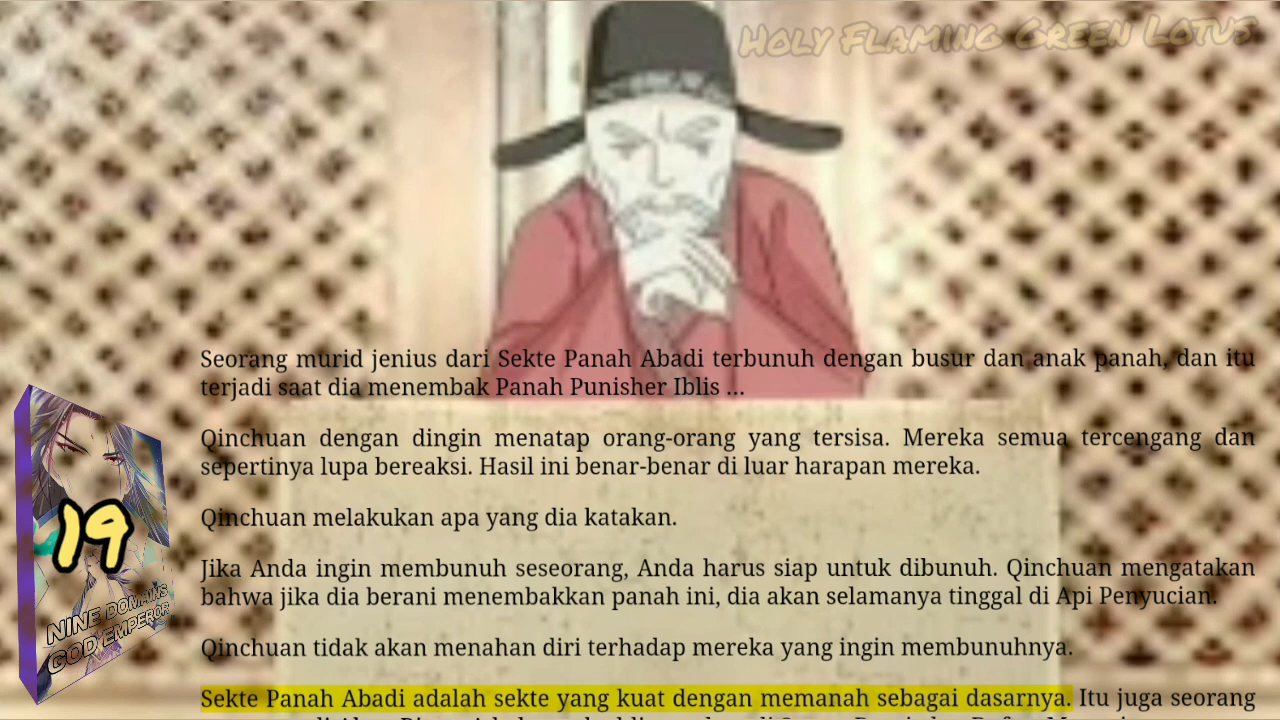 Holy Flaming Green Lotus
Seorang murid jenius dari Sekte Panah Abadi terbunuh dengan busur dan anak panah, dan itu
terjadi saat dia menembak Panah Punisher Iblis ...
Qinchuan dengan dingin menatap orang-orang yang tersisa. Mereka semua tercengang dan
sepertinya lupa bereaksi. Hasil ini benar-benar di luar harapan mereka.
Qinchuan melakukan apa yang dia katakan.
Jika Anda ingin membunuh seseorang, Anda harus siap untuk dibunuh. Qinchuan mengatakan
bahwa jika dia berani menembakkan panah ini, dia akan selamanya tinggal di Api Penyucian.
Qinchuan tidak akan menahan diri terhadap mereka yang ingin membunuhnya.
Sekte Panah Abadi adalah sekte yang kuat dengan memanah sebagai dasarnya. Itu juga seorang
19
NINE DOMAINS
GOD EMPEROR